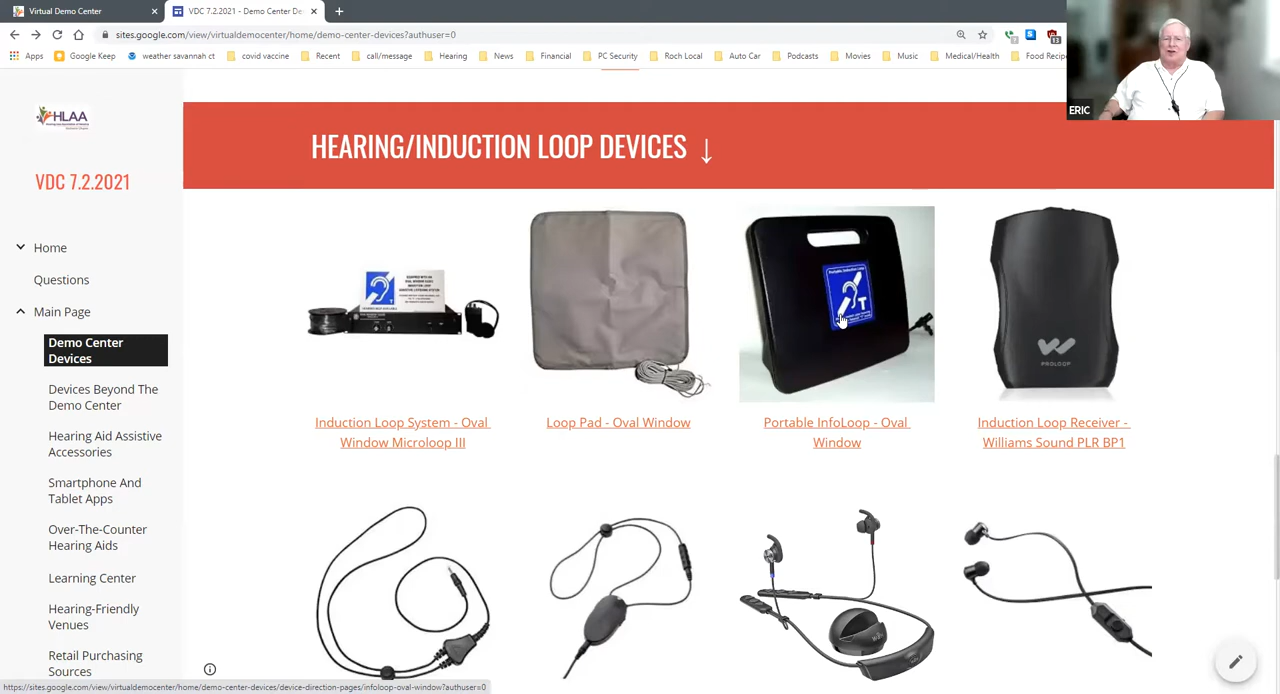 Virtual Demo Center
VDC 7.2.2021 - Demo Center De
sites.google.com/view/virtualdemocenter/home/demo-center-devices?authuser=0
Apps
Google Keep
weather savannah.ct
covid vaccine
Recent
call/message
Hearing
News
Financial
PC Security
Roch Local
Auto Car
Podcasts
Movies
Music
Medical/Health
Food Recip
ERIC
HLAA
VDC 7.2.2021
Home
Questions
Main Page
Demo Center
Devices
Devices Beyond The
Demo Center
Hearing Aid Assistive
Accessories
Smartphone And
Tablet Apps
Over-The-Counter
Hearing Aids
Learning Center
Hearing-Friendly
Venues
Retail Purchasing
Sources
HEARING/INDUCTION LOOP DEVICES ↓
T
PROLOOP
Induction Loop System - Oval
Window Microloop III
Loop Pad - Oval Window
Portable InfoLoop - Oval
Window
Induction Loop Receiver -
Williams Sound PLR BP1
https://sites.google.com/view/virtualdemocenter/home/demo-center-devices/device-direction-pages/infoloop-oval-window?authuser=0